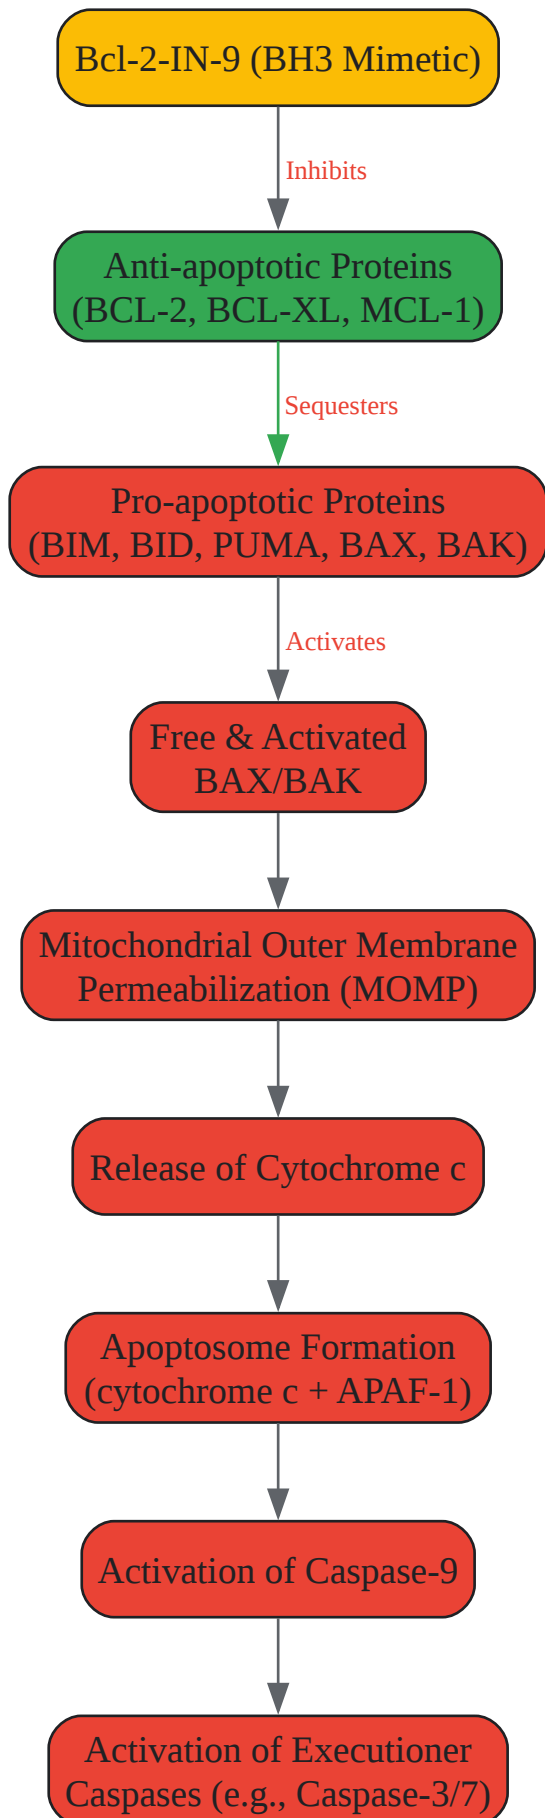 Bcl-2-IN-9 (BH3 Mimetic)
Inhibits
Anti-apoptotic Proteins
(BCL-2, BCL-XL, MCL-1)
Sequesters
Pro-apoptotic Proteins
(BIM, BID, PUMA, BAX, BAK)
Activates
Free & Activated
BAX/BAK
Mitochondrial Outer Membrane
Permeabilization (MOMP)
Release of Cytochrome c
Apoptosome Formation
(cytochrome c + APAF-1)
Activation of Caspase-9
Activation of Executioner
Caspases (e.g., Caspase-3/7)